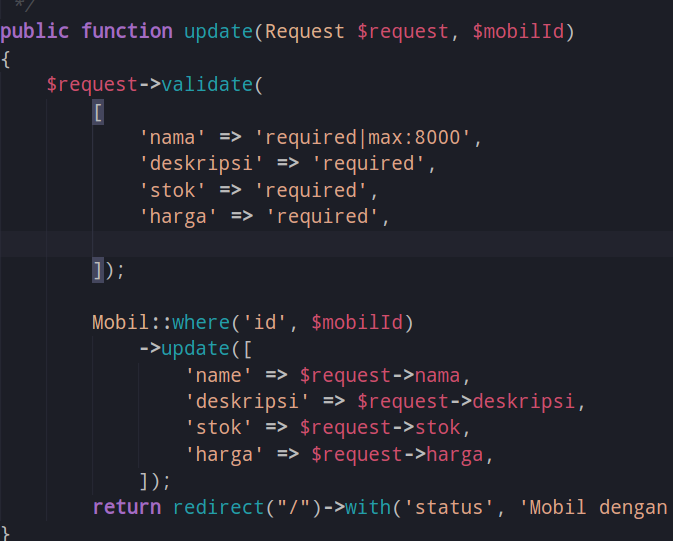 */
public function update(Request $request, $mobilId)
{
    $request->validate(
        [
            'nama' => 'required|max:8000',
            'deskripsi' => 'required',
            'stok' => 'required',
            'harga' => 'required',
        ]);
        Mobil::where('id', $mobilId)
            ->update([
                'name' => $request->nama,
                'deskripsi' => $request->deskripsi,
                'stok' => $request->stok,
                'harga' => $request->harga,
            ]);
        return redirect("/")->with('status', 'Mobil dengan
}